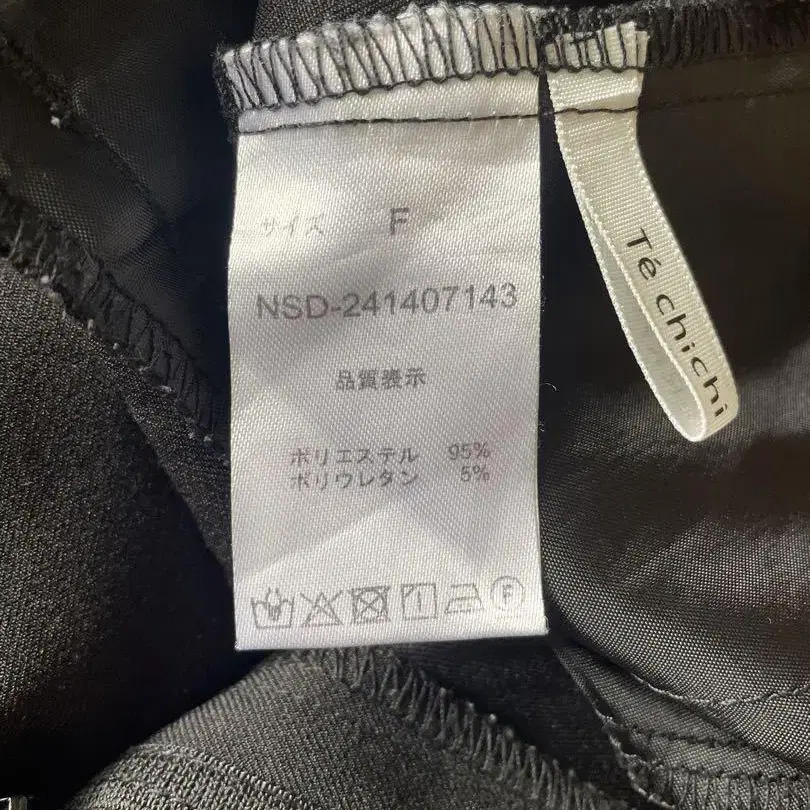 サイズ F
NSD-241407143
品質表示
ポリエステル 95%
ポリウレタン 5%
F
Té chichi